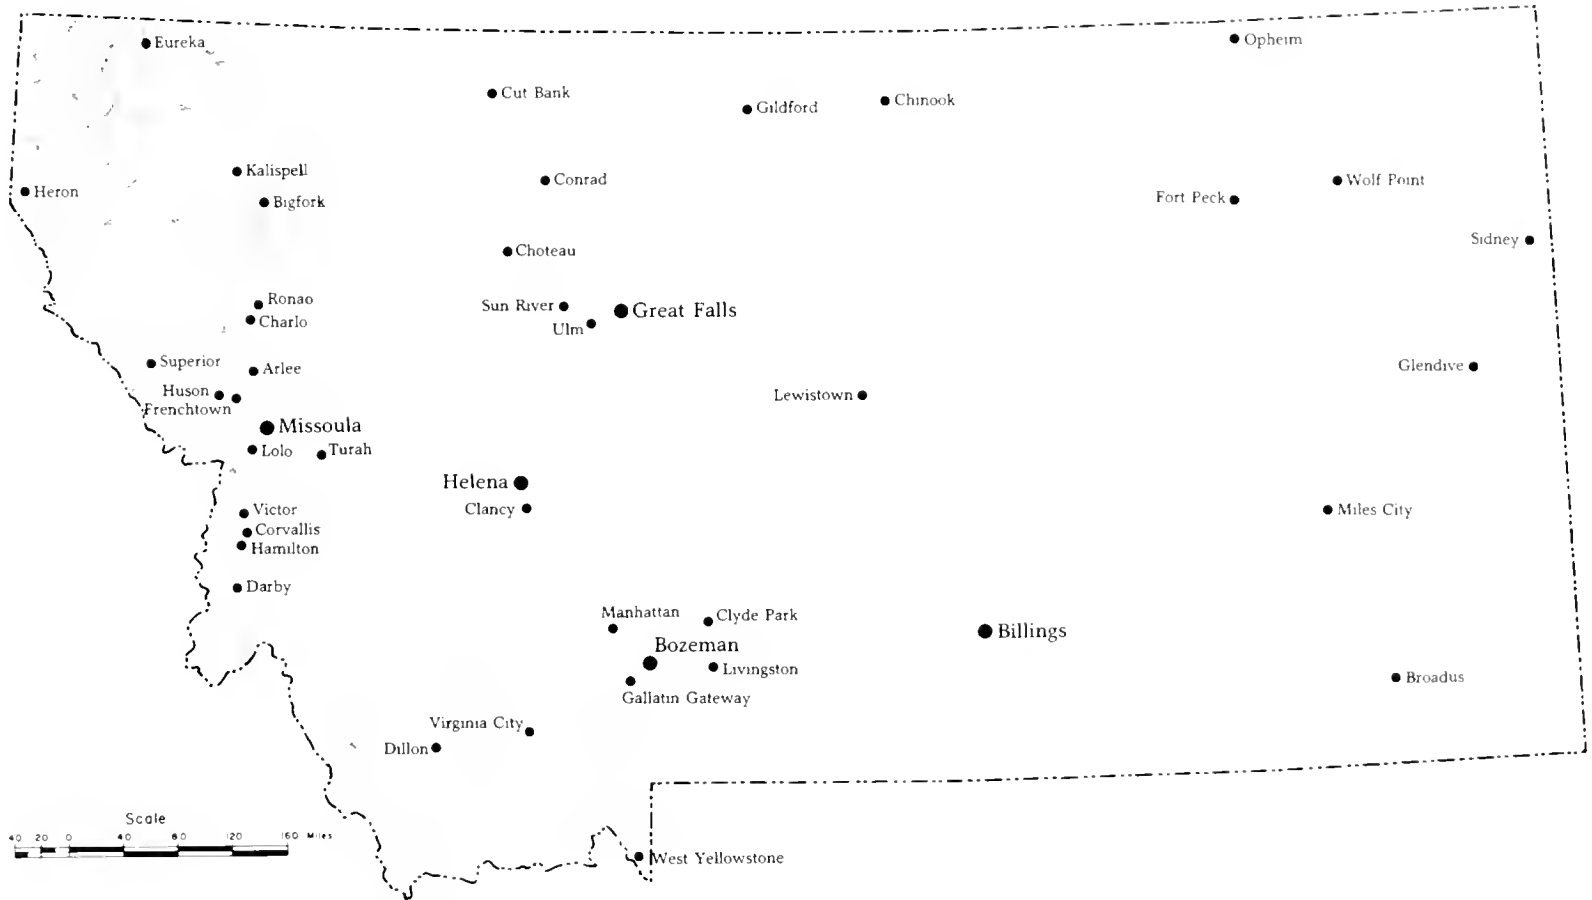 Eureka
Opheim
Cut Bank
Gildford
Chinook
Kalispell
Conrad
Wolf Point
Heron
Bigfork
Fort Peck
Sidney
Choteau
Ronao
Sun River
Great Falls
Charlo
Ulm
Superior
Arlee
Glendive
Huson
Lewistown
Frenchtown
Missoula
Lolo
Turah
Helena
Clancy
Victor
Miles City
Corvallis
Hamilton
Darby
Manhattan
Clyde Park
Billings
Bozeman
Livingston
Broadus
Gallatin Gateway
Virginia City
Dillon
Scale
40 20 0 40 80 120 160 Miles
West Yellowstone